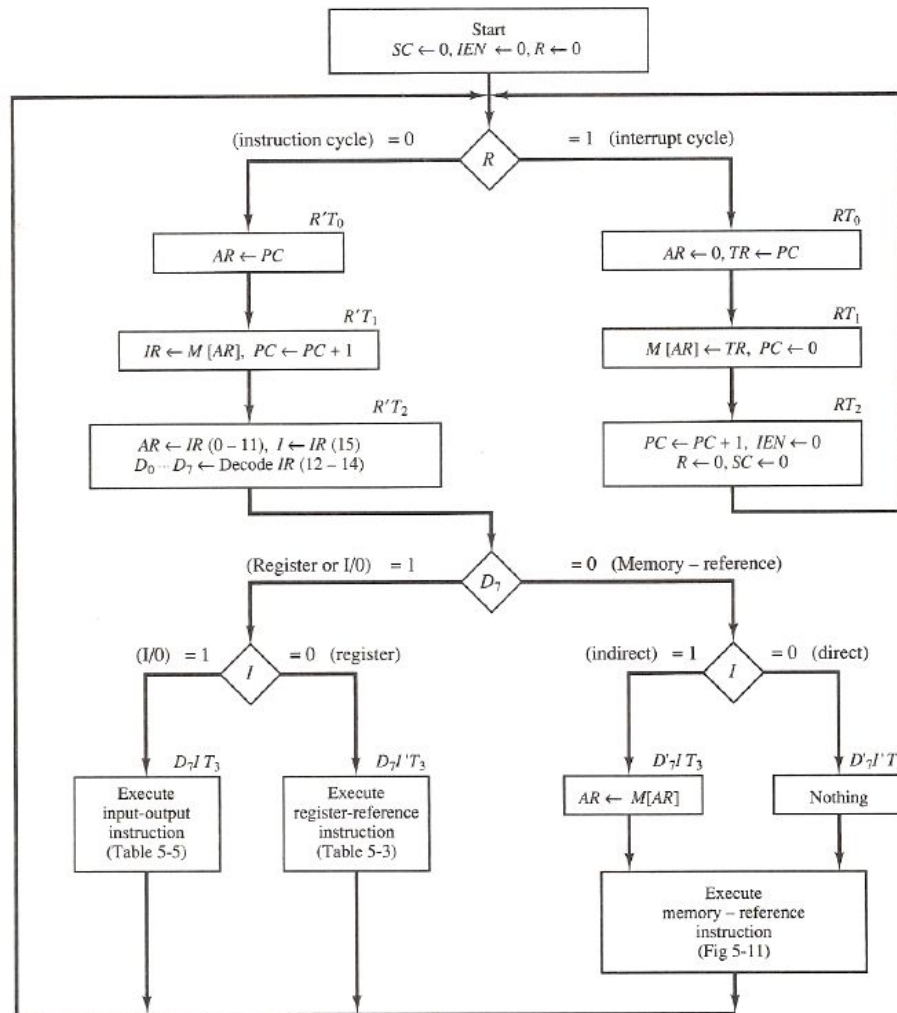 Start
SC ← 0, IEN ← 0, R ← 0
(instruction cycle) = 0
= 1 (interrupt cycle)
R
R'T₀
AR ← PC
RT₀
AR ← 0, TR ← PC
R'T₁
IR ← M [AR], PC ← PC + 1
RT₁
M [AR] ← TR, PC ← 0
R'T₂
AR ← IR (0 – 11), I ← IR (15)
D₀ ... D₇ ← Decode IR (12 – 14)
RT₂
PC ← PC + 1, IEN ← 0
R ← 0, SC ← 0
(Register or I/0) = 1
= 0 (Memory – reference)
D₇
(I/0) = 1
= 0 (register)
I
(indirect) = 1
= 0 (direct)
I
D₇IT₃
Execute
input-output
instruction
(Table 5-5)
D₇I'T₃
Execute
register-reference
instruction
(Table 5-3)
D'₇IT₃
AR ← M[AR]
D'₇I'T
Nothing
Execute
memory – reference
instruction
(Fig 5-11)